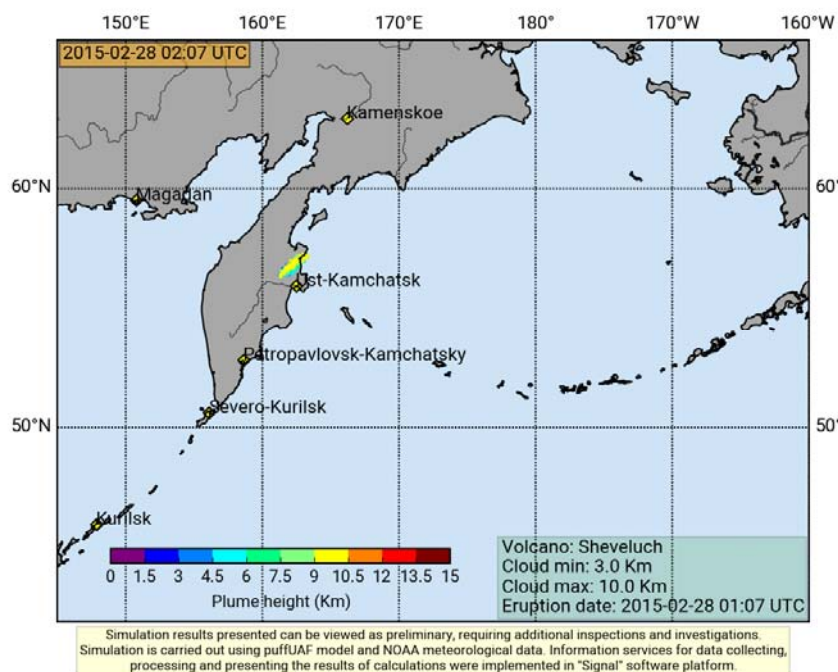 150°E 160°E 170°E 180° 170°W 160°W
2015-02-28 02:07 UTC
Kamenskoe
60°N 60°N
Magadan
Ust-Kamchatsk
Petropavlovsk-Kamchatsky
Severo-Kurilsk
50°N 50°
Kurilsk
0 1.5 3 4.5 6 7.5 9 10.5 12 13.5 15
Plume height (Km)
Volcano: Sheveluch
Cloud min: 3.0 Km
Cloud max: 10.0 Km
Eruption date: 2015-02-28 01:07 UTC
Simulation results presented can be viewed as preliminary, requiring additional inspections and investigations.
Simulation is carried out using puffUAF model and NOAA meteorological data. Information services for data collecting,
processing and presenting the results of calculations were implemented in "Signal" software platform.